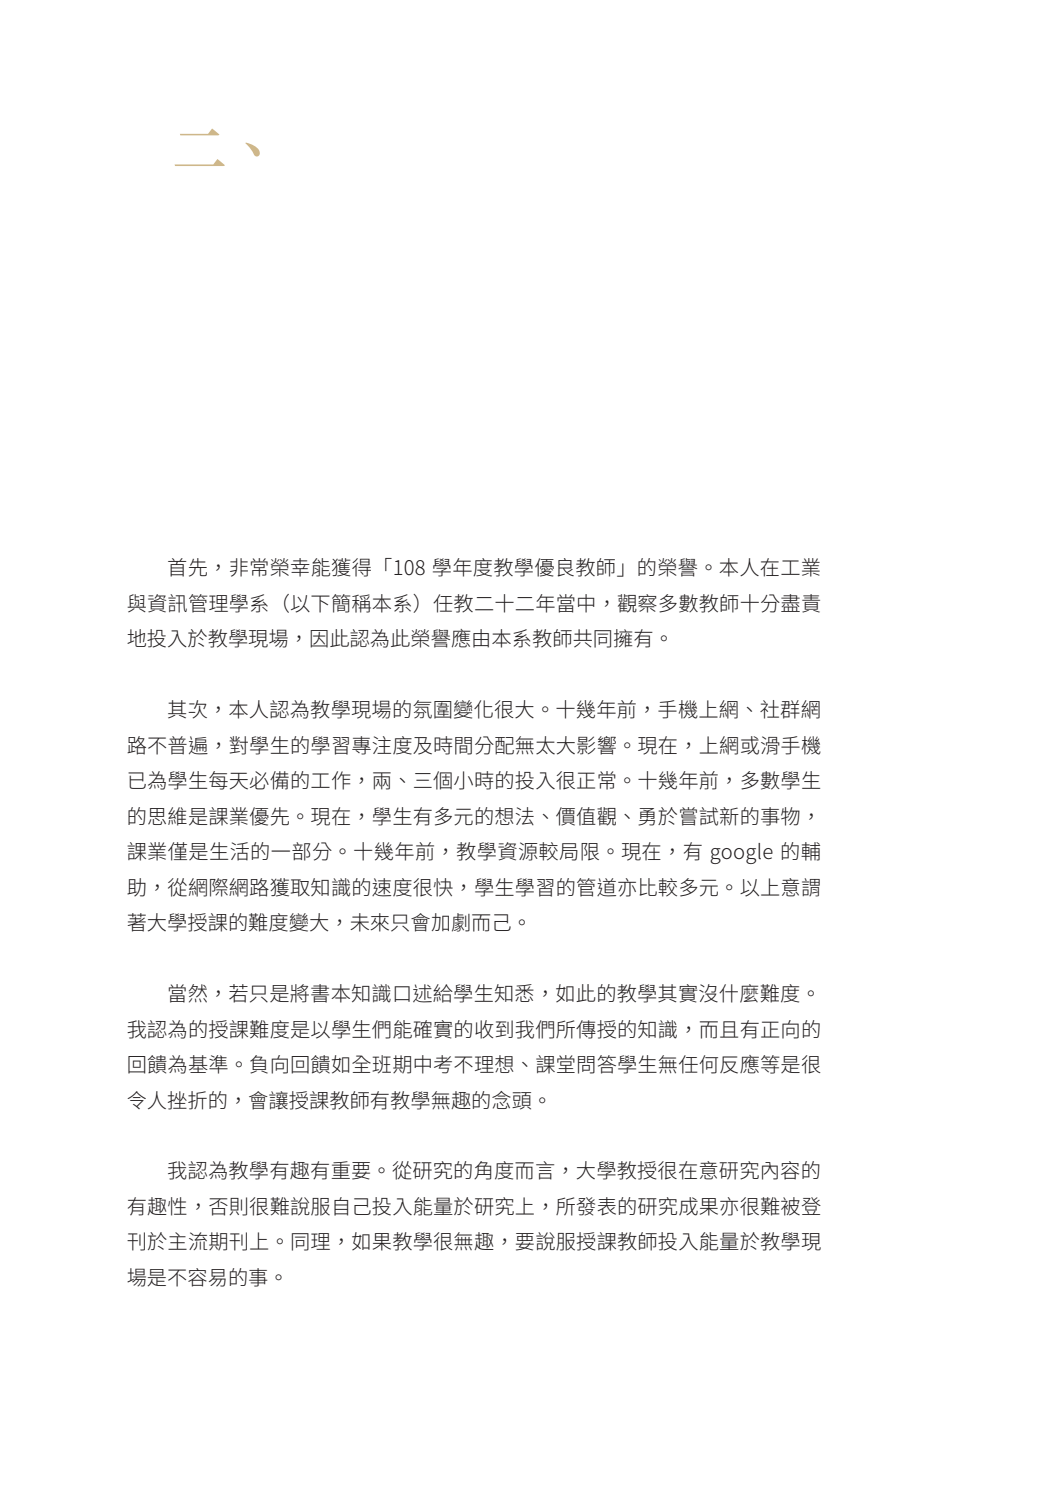 二、
首先，非常榮幸能獲得「108 學年度教學優良教師」的榮譽。本人在工業
與資訊管理學系（以下簡稱本系）任教二十二年當中，觀察多數教師十分盡責
地投入於教學現場，因此認為此榮譽應由本系教師共同擁有。
其次，本人認為教學現場的氛圍變化很大。十幾年前，手機上網、社群網
路不普遍，對學生的學習專注度及時間分配無太大影響。現在，上網或滑手機
已為學生每天必備的工作，兩、三個小時的投入很正常。十幾年前，多數學生
的思維是課業優先。現在，學生有多元的想法、價值觀、勇於嘗試新的事物，
課業僅是生活的一部分。十幾年前，教學資源較局限。現在，有 google 的輔
助，從網際網路獲取知識的速度很快，學生學習的管道亦比較多元。以上意謂
著大學授課的難度變大，未來只會加劇而己。
當然，若只是將書本知識口述給學生知悉，如此的教學其實沒什麼難度。
我認為的授課難度是以學生們能確實的收到我們所傳授的知識，而且有正向的
回饋為基準。負向回饋如全班期中考不理想、課堂問答學生無任何反應等是很
令人挫折的，會讓授課教師有教學無趣的念頭。
我認為教學有趣有重要。從研究的角度而言，大學教授很在意研究內容的
有趣性，否則很難說服自己投入能量於研究上，所發表的研究成果亦很難被登
刊於主流期刊上。同理，如果教學很無趣，要說服授課教師投入能量於教學現
場是不容易的事。